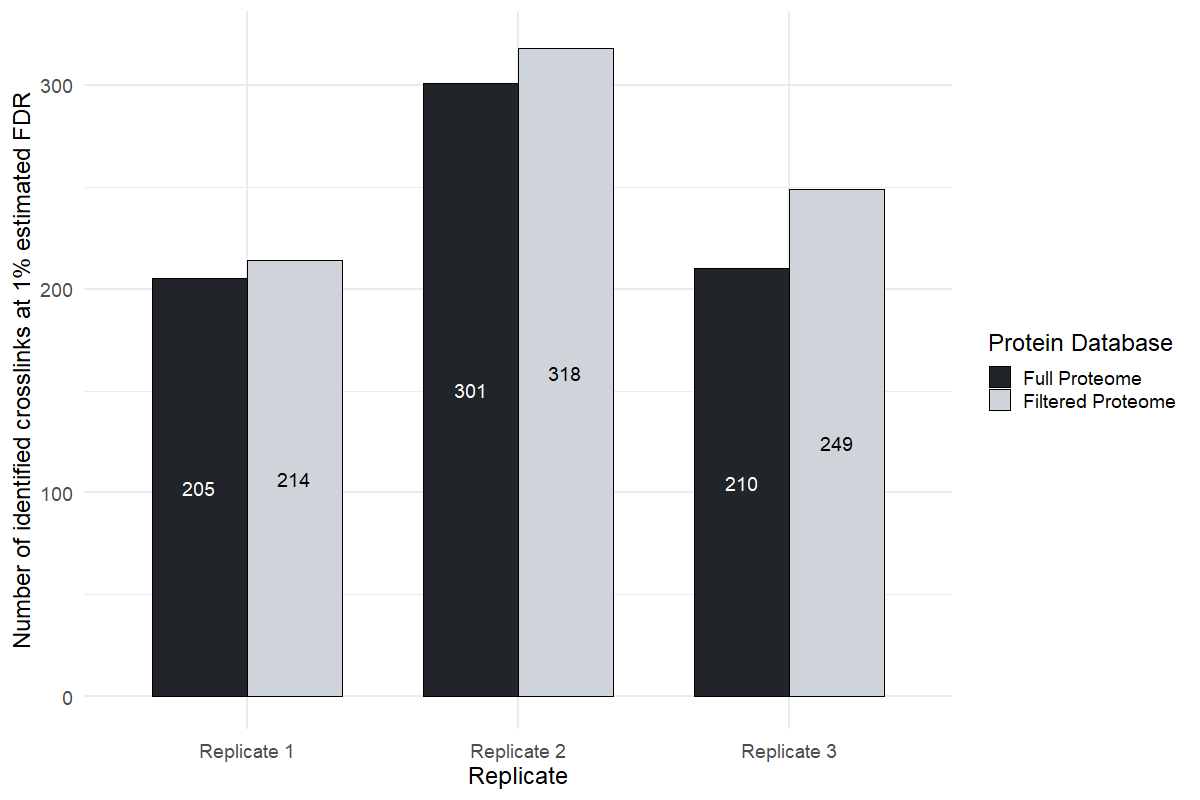 Number of identified crosslinks at 1% estimated FDR
300
200
100
0
205
214
301
318
210
249
Replicate 1
Replicate 2
Replicate 3
Replicate
Protein Database
Full Proteome
Filtered Proteome